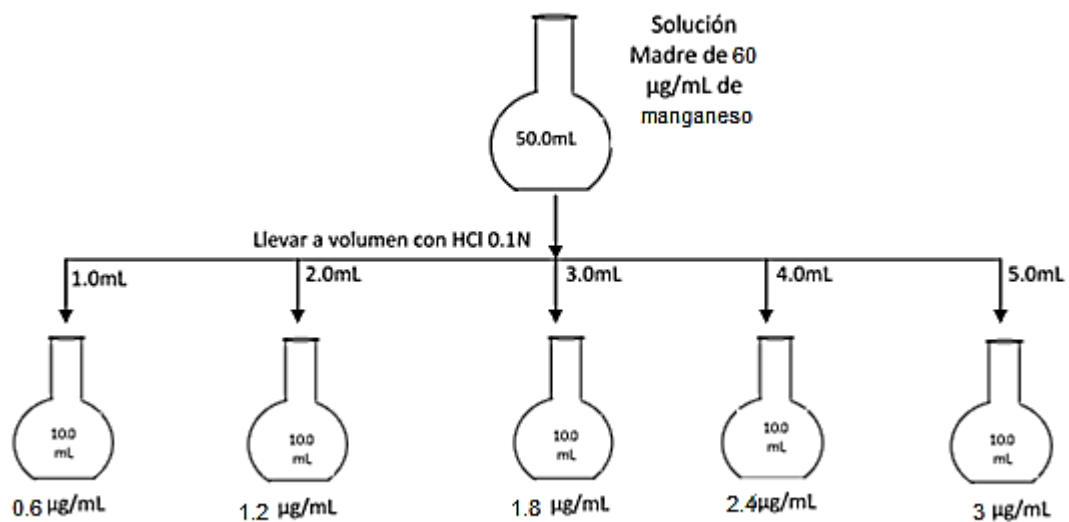 Solución
Madre de 60
µg/mL de
manganeso
50.0mL
Llevar a volumen con HCl 0.1N
1.0mL
2.0mL
3.0mL
4.0mL
5.0mL
10.0
mL
10.0
mL
10.0
mL
10.0
mL
10.0
mL
0.6 µg/mL
1.2 µg/mL
1.8 µg/mL
2.4µg/mL
3 µg/mL